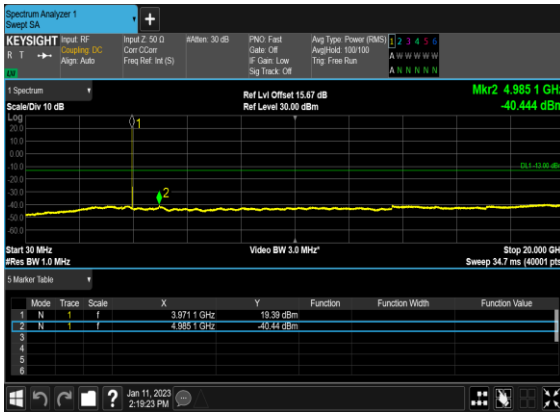 Spectrum Analyzer 1
Swept SA
+
KEYSIGHT
R T
LXI
Input: RF
Coupling: DC
Align: Auto
Input Z: 50 Ω
Corr CCorr
Freq Ref: Int (S)
#Atten: 30 dB
PNO: Fast
Gate: Off
IF Gain: Low
Sig Track: Off
Avg Type: Power (RMS)
Avg|Hold: 100/100
Trig: Free Run
1 2 3 4 5 6
A W W W W W
A N N N N N
1 Spectrum
Scale/Div 10 dB
Ref Lvl Offset 15.67 dB
Ref Level 30.00 dBm
Mkr2 4.985 1 GHz
-40.444 dBm
Log
20.0
10.0
0.00
-10.0
-20.0
-30.0
-40.0
-50.0
-60.0
1
2
DL1 -13.00 dBm
Start 30 MHz
#Res BW 1.0 MHz
Video BW 3.0 MHz*
Stop 20.000 GHz
Sweep 34.7 ms (40001 pts)
5 Marker Table
Mode Trace Scale X Y Function Function Width Function Value
1 N 1 f 3.971 1 GHz 19.39 dBm
2 N 1 f 4.985 1 GHz -40.44 dBm
3
4
5
6
?
Jan 11, 2023
2:19:23 PM